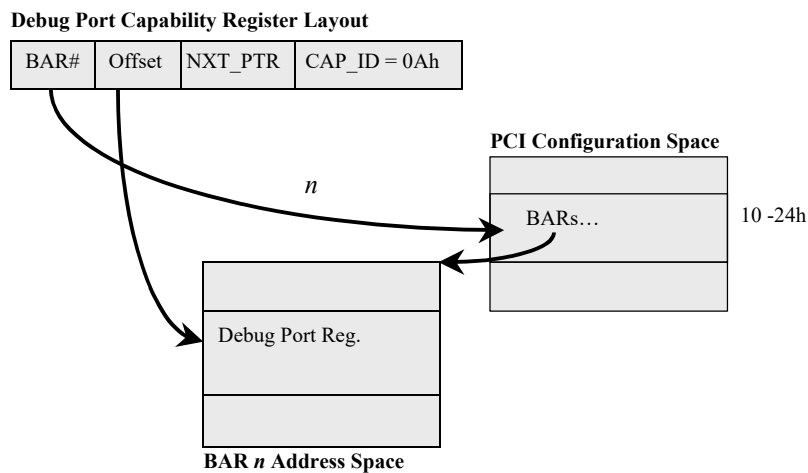 Debug Port Capability Register Layout
BAR# Offset NXT_PTR CAP_ID = 0Ah
PCI Configuration Space
n
BARs…
10 -24h
Debug Port Reg.
BAR n Address Space